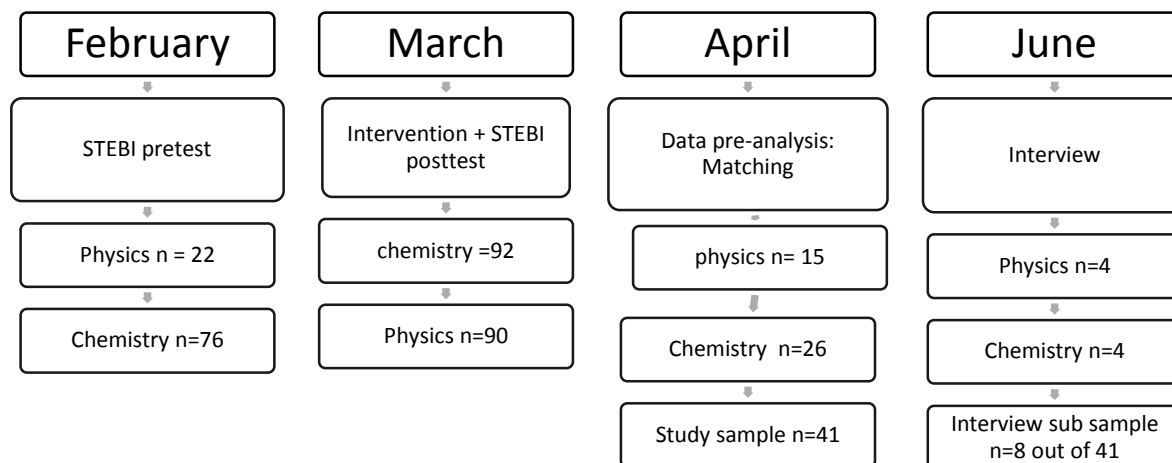 February
STEBI pretest
Physics n = 22
Chemistry n=76
March
Intervention + STEBI
posttest
chemistry =92
Physics n=90
April
Data pre-analysis:
Matching
physics n= 15
Chemistry n=26
Study sample n=41
June
Interview
Physics n=4
Chemistry n=4
Interview sub sample
n=8 out of 41